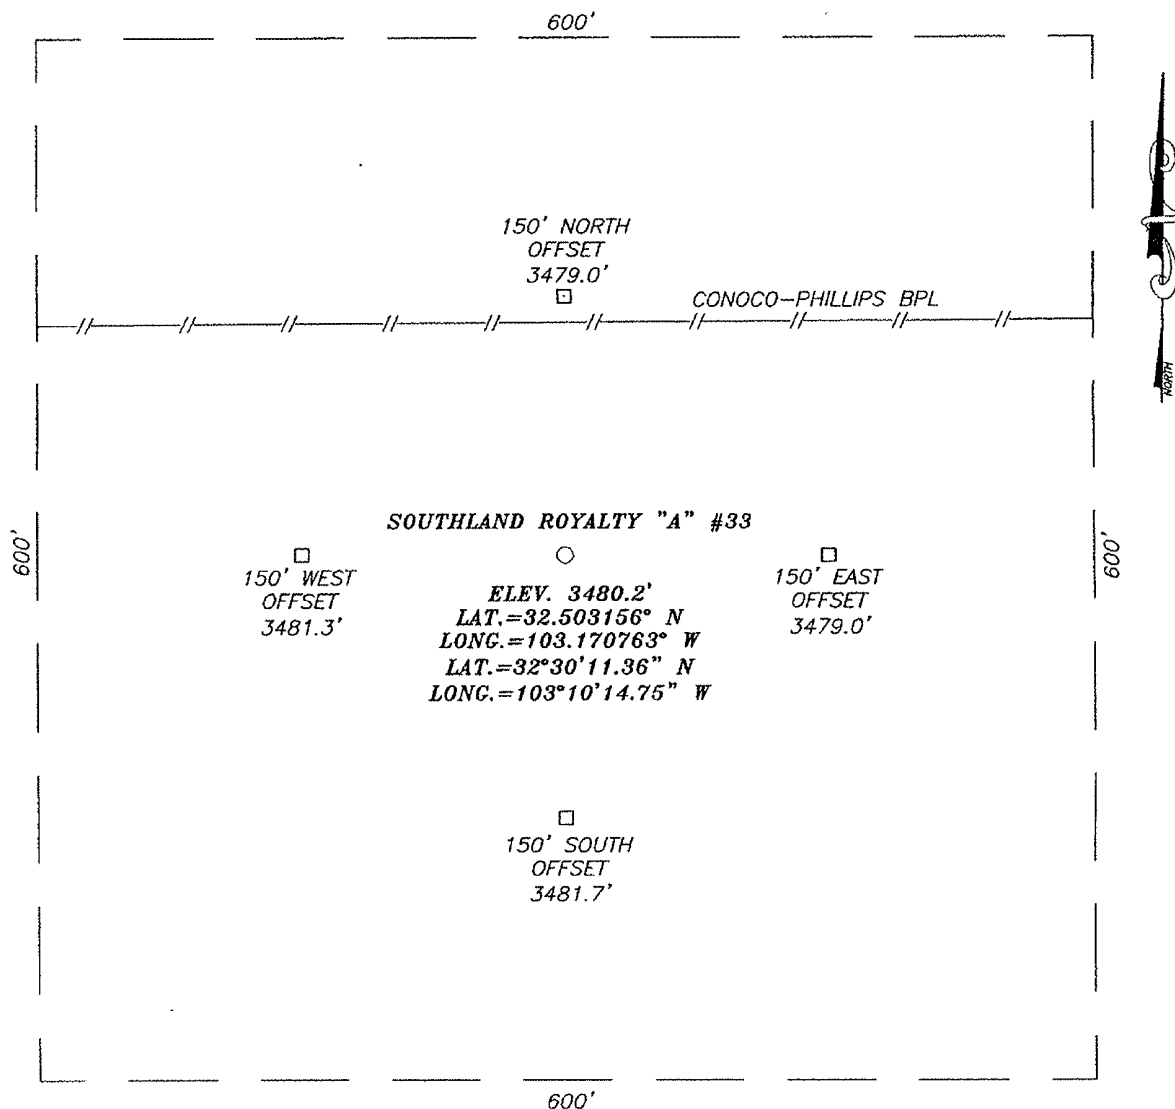 600'
150' NORTH
OFFSET
3479.0'
CONOCO-PHILLIPS BPL
NORTH
600'
600'
SOUTHLAND ROYALTY "A" #33
150' WEST
OFFSET
3481.3'
150' EAST
OFFSET
3479.0'
ELEV. 3480.2'
LAT.=32.503156° N
LONG.=103.170763° W
LAT.=32°30'11.36" N
LONG.=103°10'14.75" W
150' SOUTH
OFFSET
3481.7'
600'